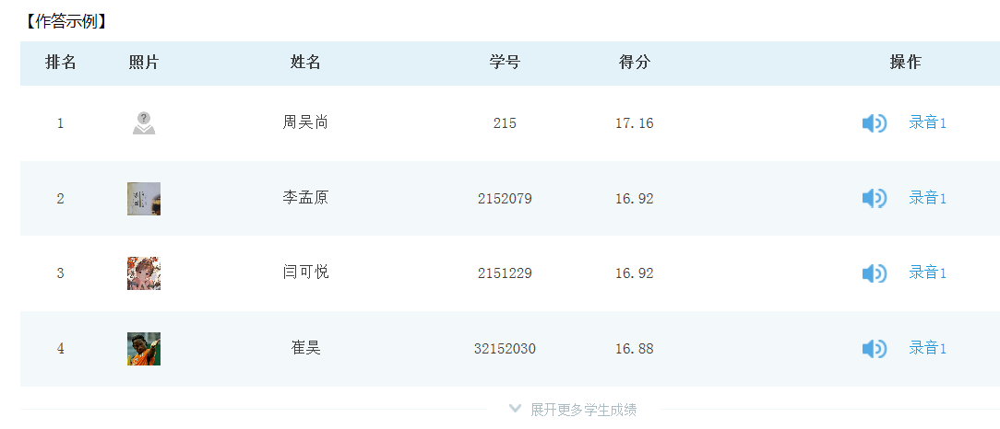 【作答示例】
排名 照片 姓名 学号 得分 操作
1 周吴尚 215 17.16 录音1
2 李孟原 2152079 16.92 录音1
3 闫可悦 2151229 16.92 录音1
4 崔昊 32152030 16.88 录音1
展开更多学生成绩